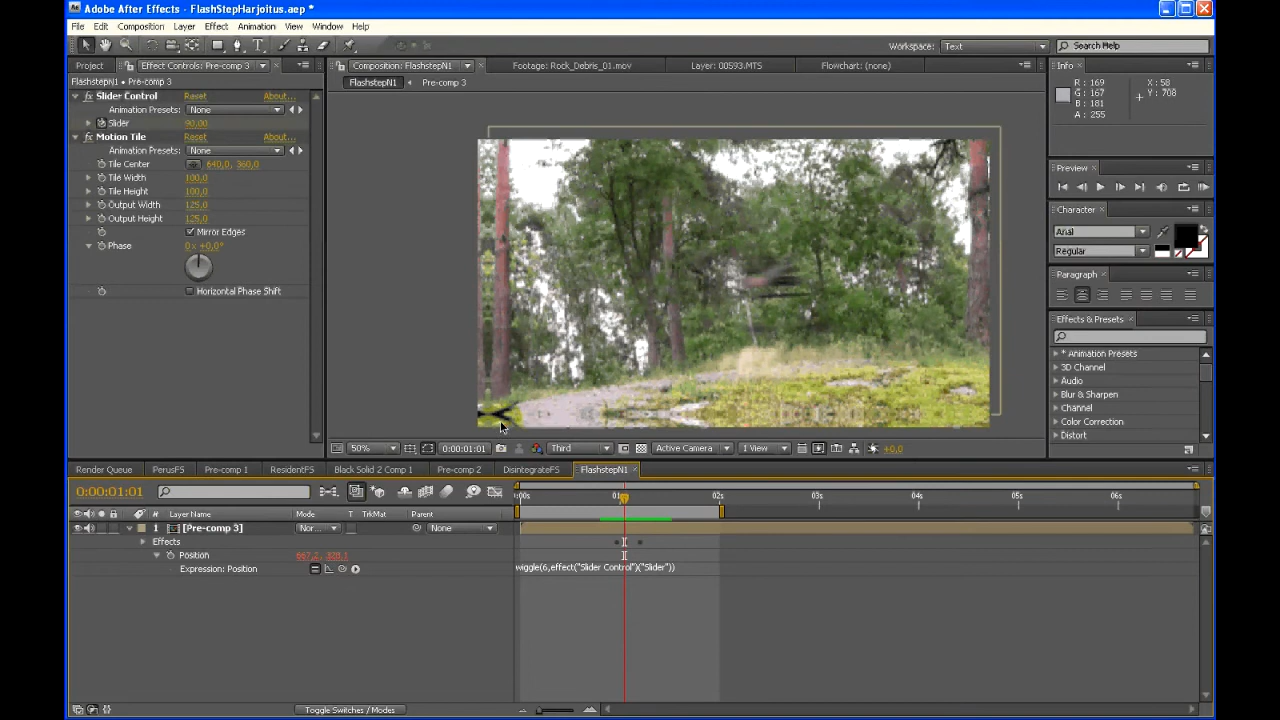 Adobe After Effects - FlashStepHarjoitus.aep *
File Edit Composition Layer Effect Animation Window Help
Workspace: Text Search Help
Project Effect Controls: Pre-comp 3
FlashstepN1 • Pre-comp 3
Slider Control Reset About...
Animation Presets: None
Slider 90,00
Motion Tile Reset About...
Animation Presets: None
Tile Center 640,0, 360,0
Tile Width 100,0
Tile Height 100,0
Output Width 125,0
Output Height 125,0
Mirror Edges
Phase 0x +0,0°
Horizontal Phase Shift
Composition: FlashstepN1 Footage: Rock_Debris_01.mov Layer: 00593.MTS Flowchart: (none)
FlashstepN1 Pre-comp 3
50% 0:00:01:01 Third Active Camera 1 View +0,0
Info
R : 169
G : 167
B : 181
A : 255
X : 58
Y : 708
Preview
Character
Arial
Regular
Paragraph
Effects & Presets
* Animation Presets
3D Channel
Audio
Blur & Sharpen
Channel
Color Correction
Distort
Render Queue PerusFS Pre-comp 1 ResidentFS Black Solid 2 Comp 1 Pre-comp 2 DisintegrateFS FlashstepN1
0:00:01:01
:00s 01 02s 03s 04s 05s 06s
# Layer Name Mode T TrkMat Parent
1 [Pre-comp 3] Nor... None
Effects
Position 667,2, 328,1
Expression: Position wiggle(6,effect("Slider Control")("Slider"))
Toggle Switches / Modes